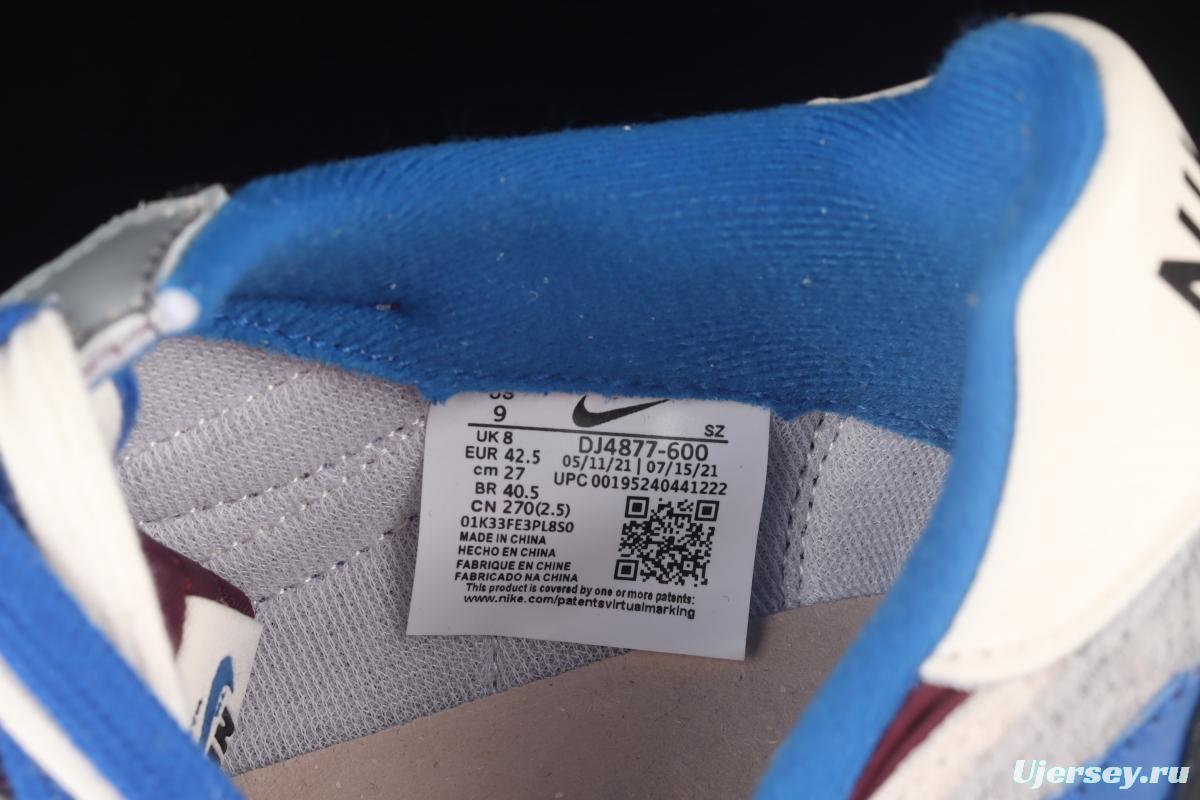 US
9
SZ
UK 8
EUR 42.5
cm 27
BR 40.5
CN 270(2.5)
DJ4877-600
05/11/21 | 07/15/21
UPC 00195240441222
01K33FE3PL8S0
MADE IN CHINA
HECHO EN CHINA
FABRIQUE EN CHINE
FABRICADO NA CHINA
This product is covered by one or more patents:
www.nike.com/patentsvirtualmarking
Ujersey.ru